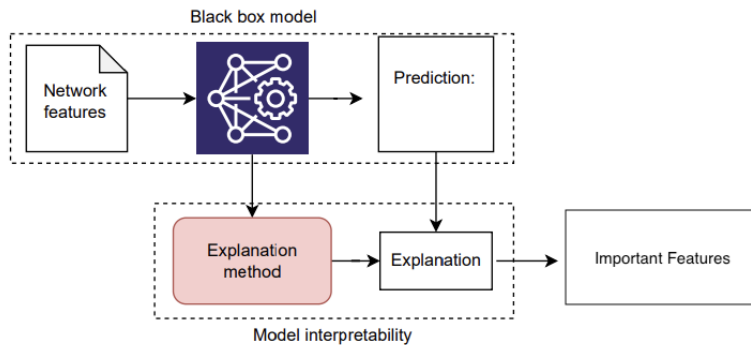 Black box model
Network
features
Prediction:
Explanation
method
Explanation
Important Features
Model interpretability